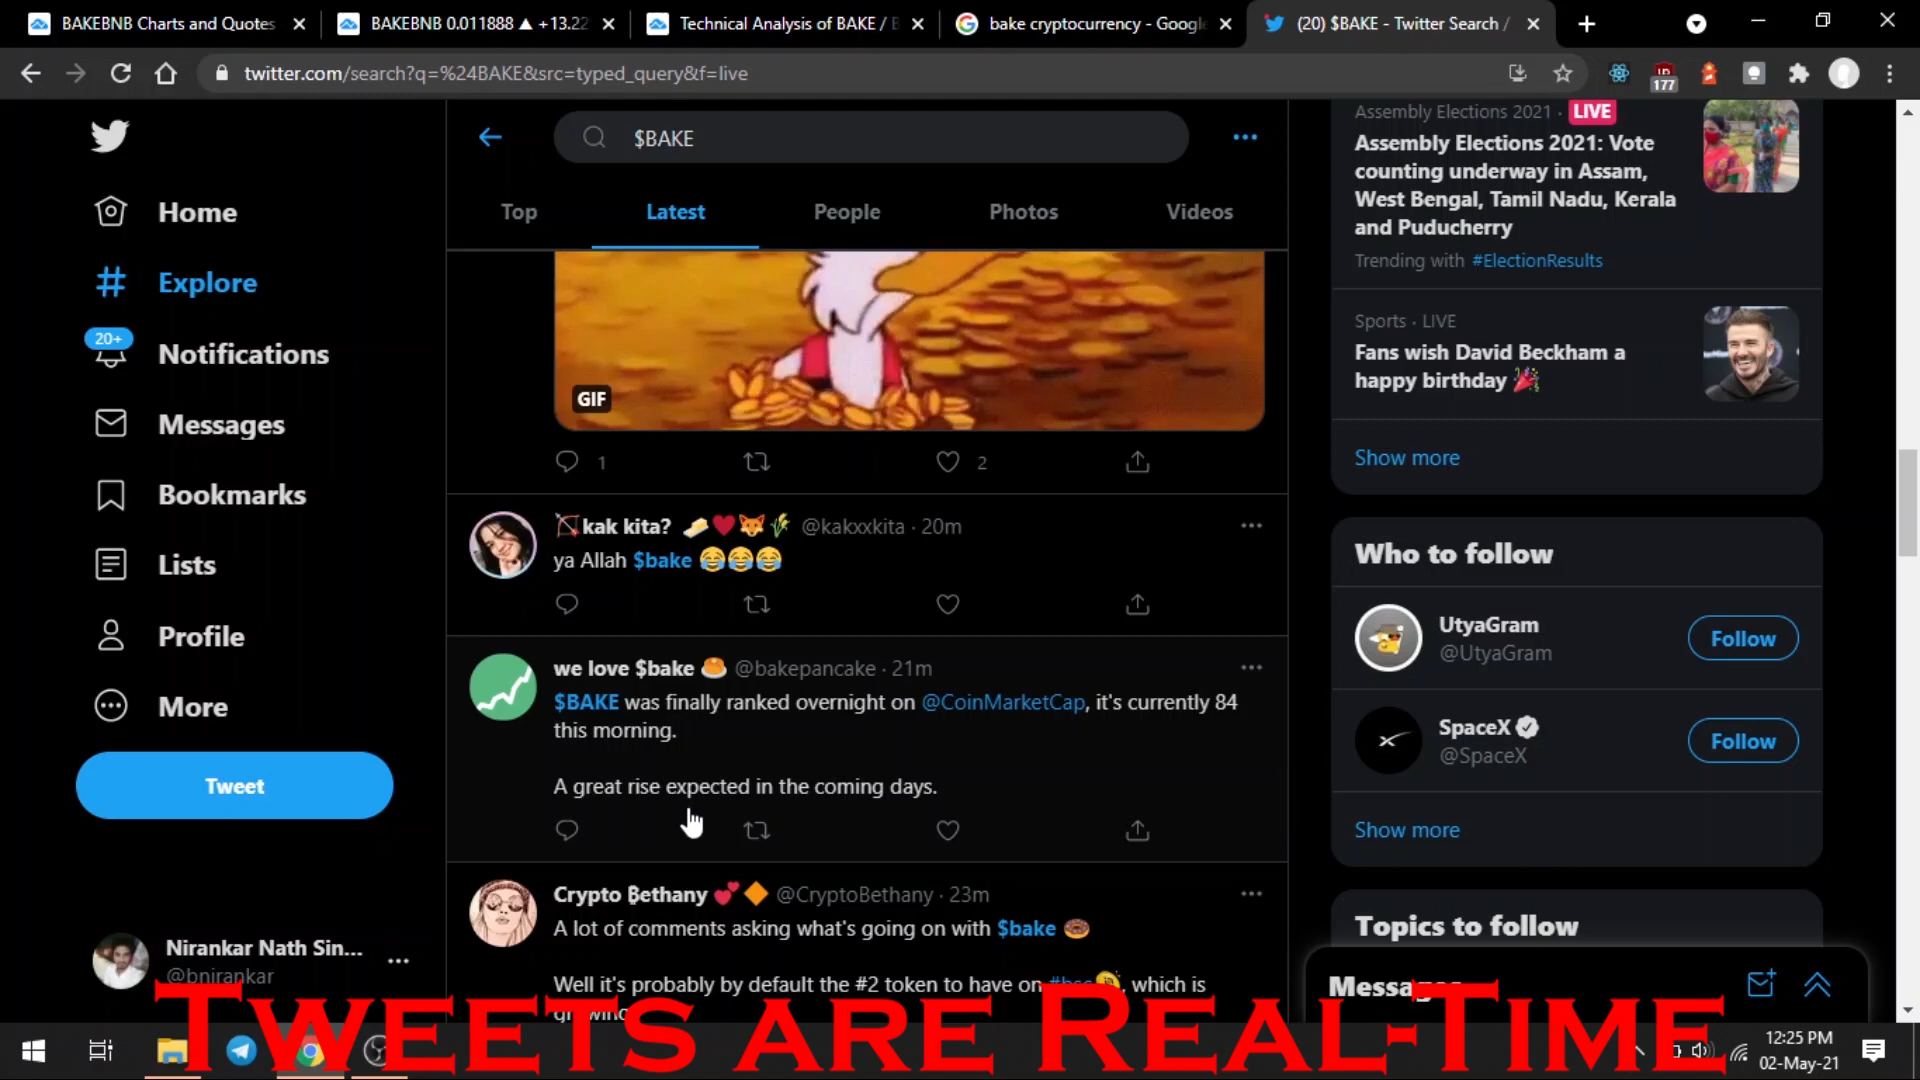 BAKEBNB Charts and Quotes
BAKEBNB 0.011888 ▲ +13.22
Technical Analysis of BAKE / B
bake cryptocurrency - Google
(20) $BAKE - Twitter Search /
twitter.com/search?q=%24BAKE&src=typed_query&f=live
177
$BAKE
Top
Latest
People
Photos
Videos
Home
Explore
20+
Notifications
Messages
Bookmarks
Lists
Profile
More
Tweet
Nirankar Nath Sin...
@bnirankar
GIF
1
2
kak kita? 🧈❤️🦊🌾 @kakxxkita · 20m
ya Allah $bake 😂😂😂
we love $bake 🥞 @bakepancake · 21m
$BAKE was finally ranked overnight on @CoinMarketCap, it's currently 84
this morning.
A great rise expected in the coming days.
Crypto ₿ethany 💕🔶 @CryptoBethany · 23m
A lot of comments asking what's going on with $bake 🍩
Well it's probably by default the #2 token to have on #bsc, which is
Assembly Elections 2021 · LIVE
Assembly Elections 2021: Vote
counting underway in Assam,
West Bengal, Tamil Nadu, Kerala
and Puducherry
Trending with #ElectionResults
Sports · LIVE
Fans wish David Beckham a
happy birthday 🎉
Show more
Who to follow
UtyaGram
@UtyaGram
Follow
SpaceX
@SpaceX
Follow
Show more
Topics to follow
Messages
TWEETS ARE REAL-TIME
12:25 PM
02-May-21